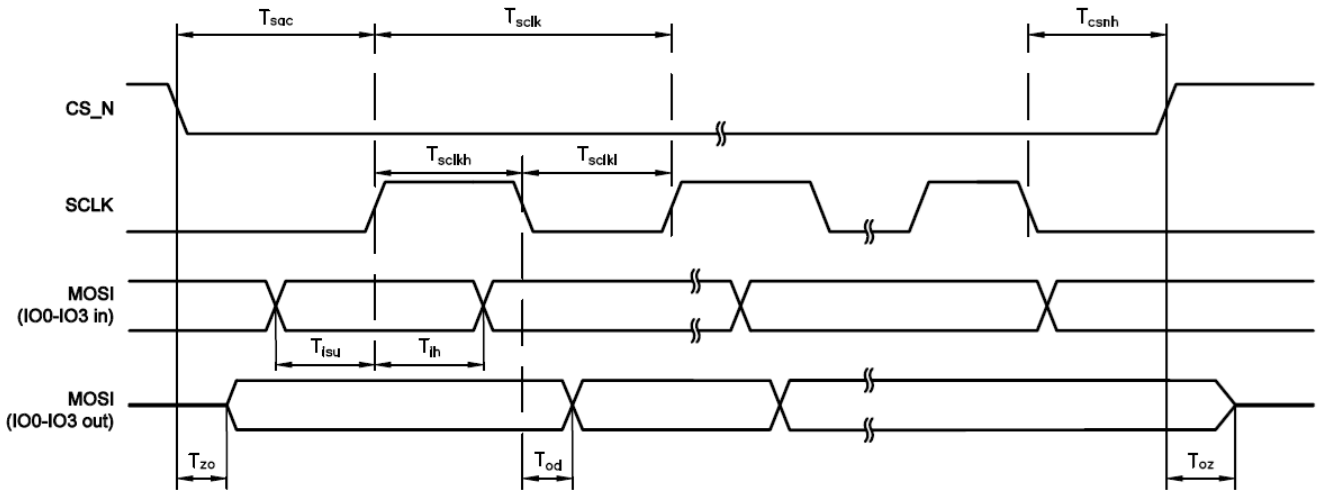 Tsac
Tsclk
Tcsnh
CS_N
Tsclkh
Tsclkl
SCLK
MOSI
(IO0-IO3 in)
Tisu
Tih
MOSI
(IO0-IO3 out)
Tzo
Tod
Toz